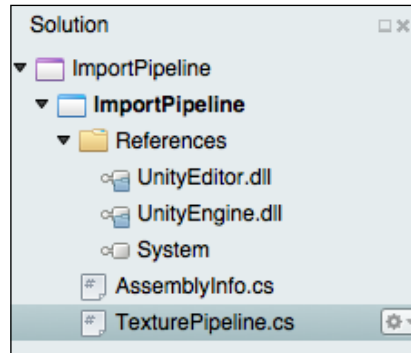 Solution
ImportPipeline
ImportPipeline
References
UnityEditor.dll
UnityEngine.dll
System
AssemblyInfo.cs
TexturePipeline.cs